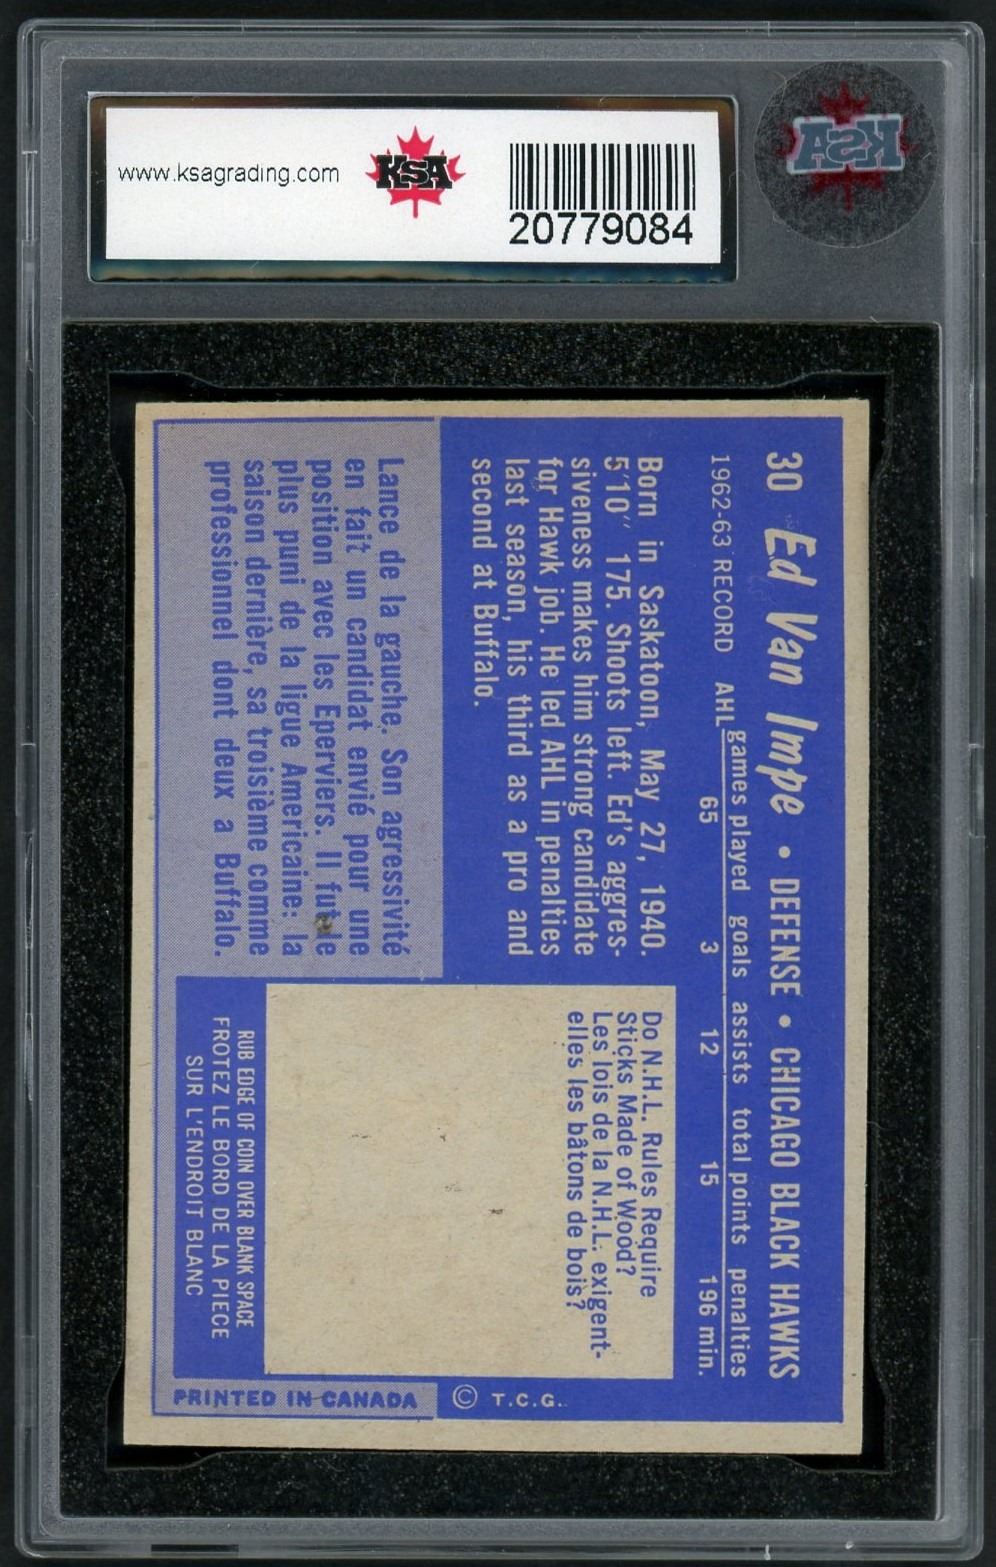 www.ksagrading.com
KSA
20779084
KSA
30 Ed Van Impe • DEFENSE • CHICAGO BLACK HAWKS
games played goals assists total points penalties
1962-63 RECORD AHL 65 3 12 15 196 min.
Born in Saskatoon, May 27, 1940.
5'10" 175. Shoots left. Ed's aggres-
siveness makes him strong candidate
for Hawk job. He led AHL in penalties
last season, his third as a pro and
second at Buffalo.
Lance de la gauche. Son agressivité
en fait un candidat envié pour une
position avec les Eperviers. Il fut le
plus puni de la ligue Americaine: la
saison dernière, sa troisième comme
professionnel dont deux a Buffalo.
Do N.H.L. Rules Require
Sticks Made of Wood?
Les lois de la N.H.L. exigent-
elles les bâtons de bois?
RUB EDGE OF COIN OVER BLANK SPACE
FROTEZ LE BORD DE LA PIECE
SUR L'ENDROIT BLANC
© T.C.G.
PRINTED IN CANADA